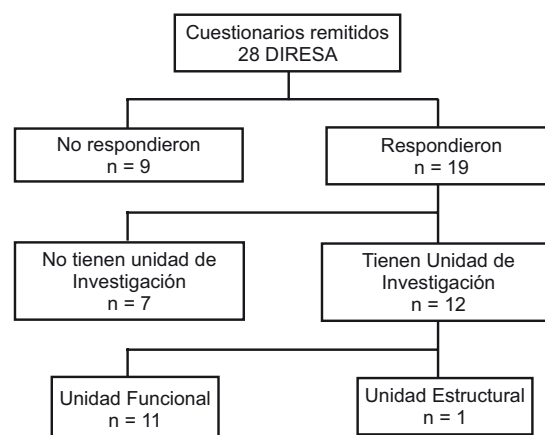 Cuestionarios remitidos
28 DIRESA
No respondieron
n = 9
Respondieron
n = 19
No tienen unidad de
Investigación
n = 7
Tienen Unidad de
Investigación
n = 12
Unidad Funcional
n = 11
Unidad Estructural
n = 1